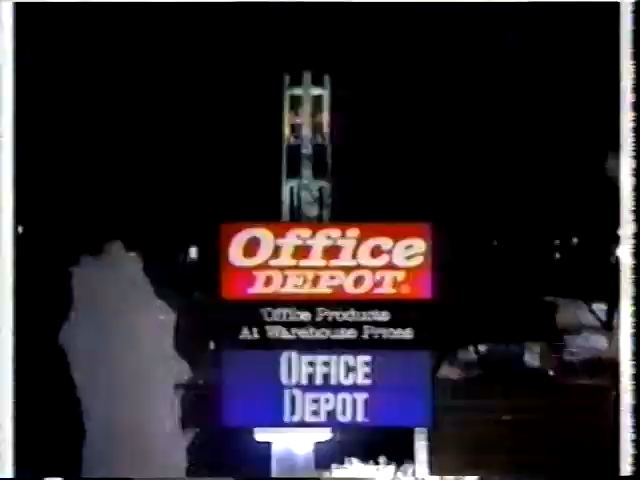 Office
DEPOT.
Office Products
At Warehouse Prices
OFFICE
DEPOT